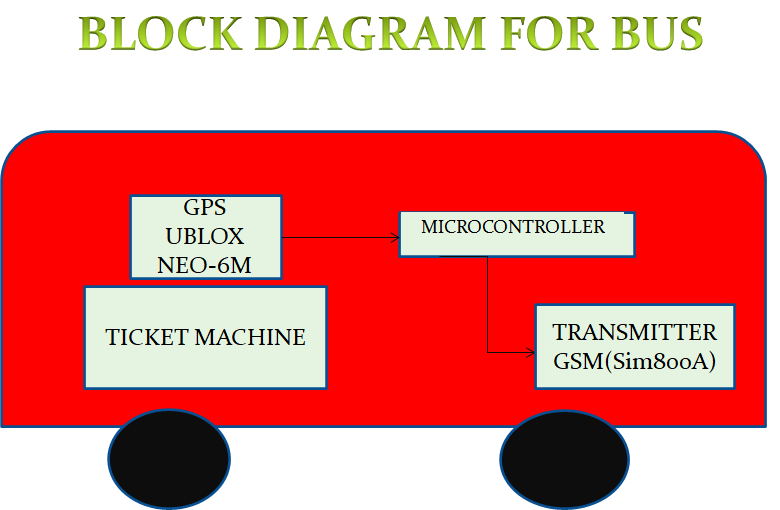 BLOCK DIAGRAM FOR BUS
GPS
UBLOX
NEO-6M
MICROCONTROLLER
TICKET MACHINE
TRANSMITTER
GSM(Sim800A)